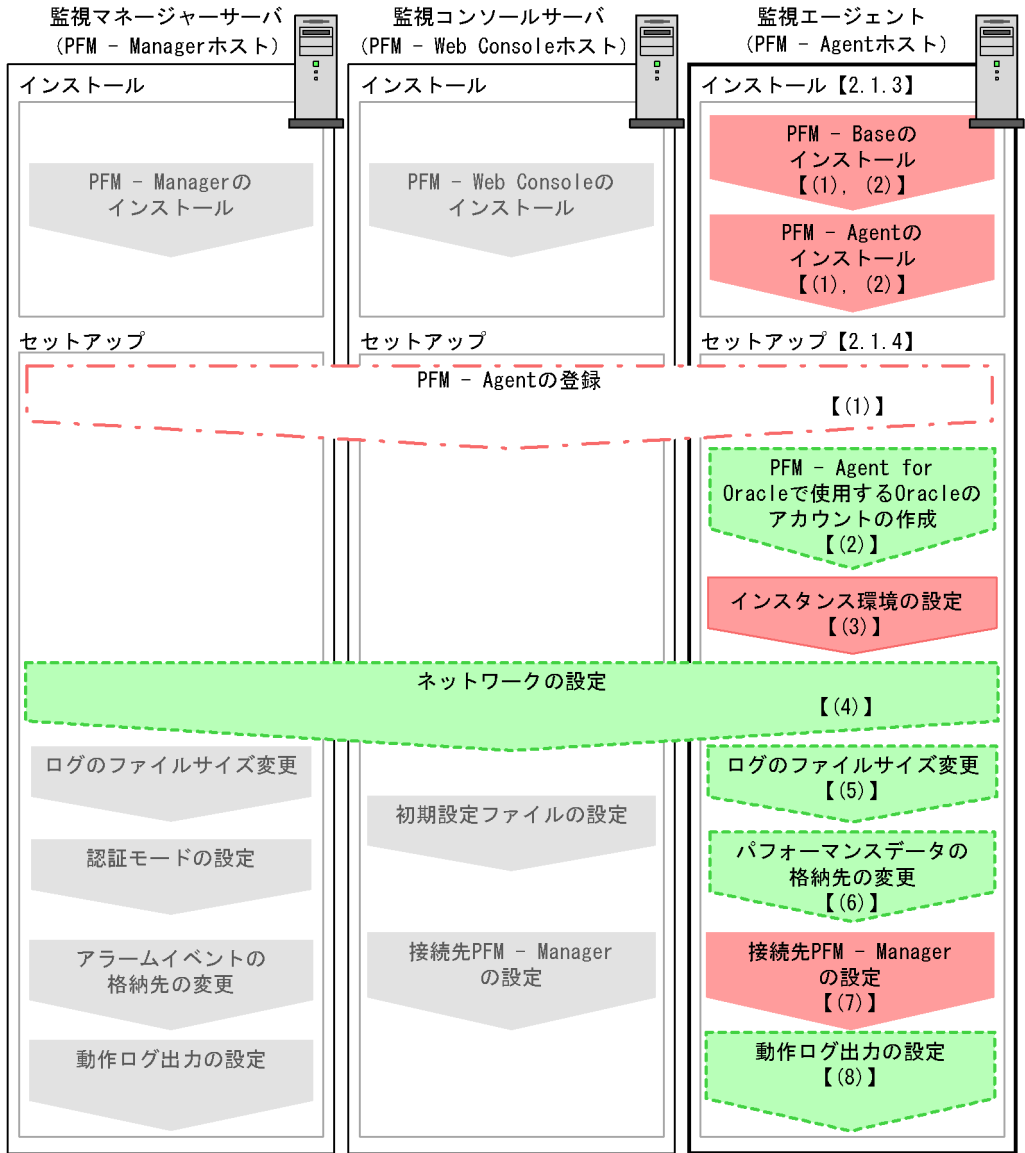 監視マネージャーサーバ
(PFM - Managerホスト)
インストール
PFM - Managerの
インストール
セットアップ
監視コンソールサーバ
(PFM - Web Consoleホスト)
インストール
PFM - Web Consoleの
インストール
セットアップ
監視エージェント
(PFM - Agentホスト)
インストール【2.1.3】
PFM - Baseの
インストール
【(1), (2)】
PFM - Agentの
インストール
【(1), (2)】
セットアップ【2.1.4】
PFM - Agentの登録
【(1)】
PFM - Agent for
Oracleで使用するOracleの
アカウントの作成
【(2)】
インスタンス環境の設定
【(3)】
ネットワークの設定
【(4)】
ログのファイルサイズ変更
認証モードの設定
アラームイベントの
格納先の変更
動作ログ出力の設定
初期設定ファイルの設定
接続先PFM - Manager
の設定
ログのファイルサイズ変更
【(5)】
パフォーマンスデータの
格納先の変更
【(6)】
接続先PFM - Manager
の設定
【(7)】
動作ログ出力の設定
【(8)】